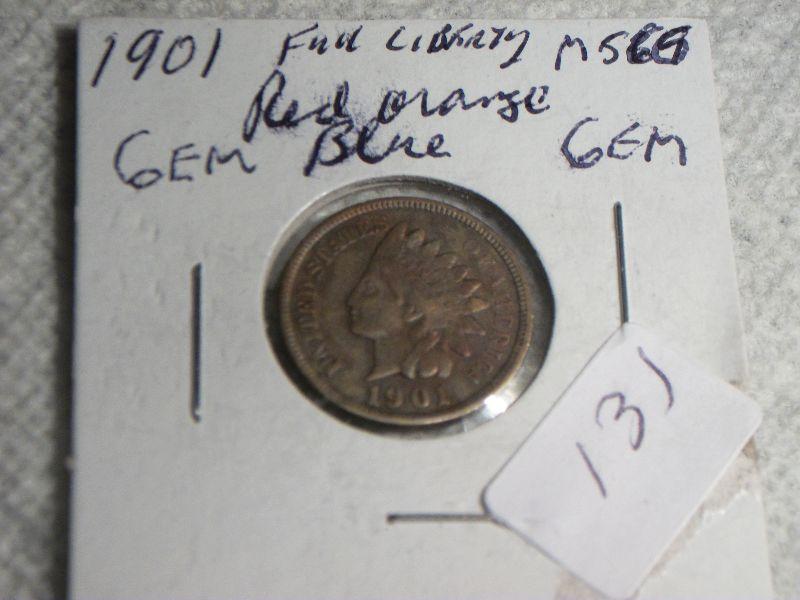 1901 Full LIBERTY MS66
Red orange
GEM Blue GEM
UNITED STATES OF AMERICA
1901
131